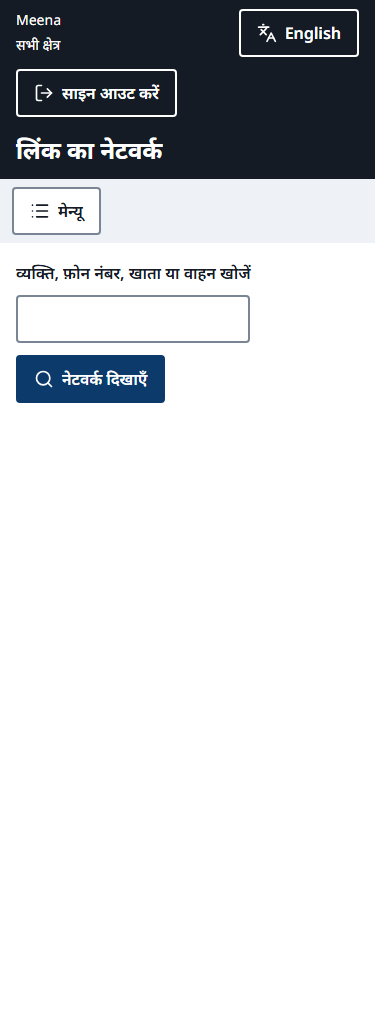 Meena
सभी क्षेत्र
English
साइन आउट करें
लिंक का नेटवर्क
मेन्यू
व्यक्ति, फ़ोन नंबर, खाता या वाहन खोजें
नेटवर्क दिखाएँ